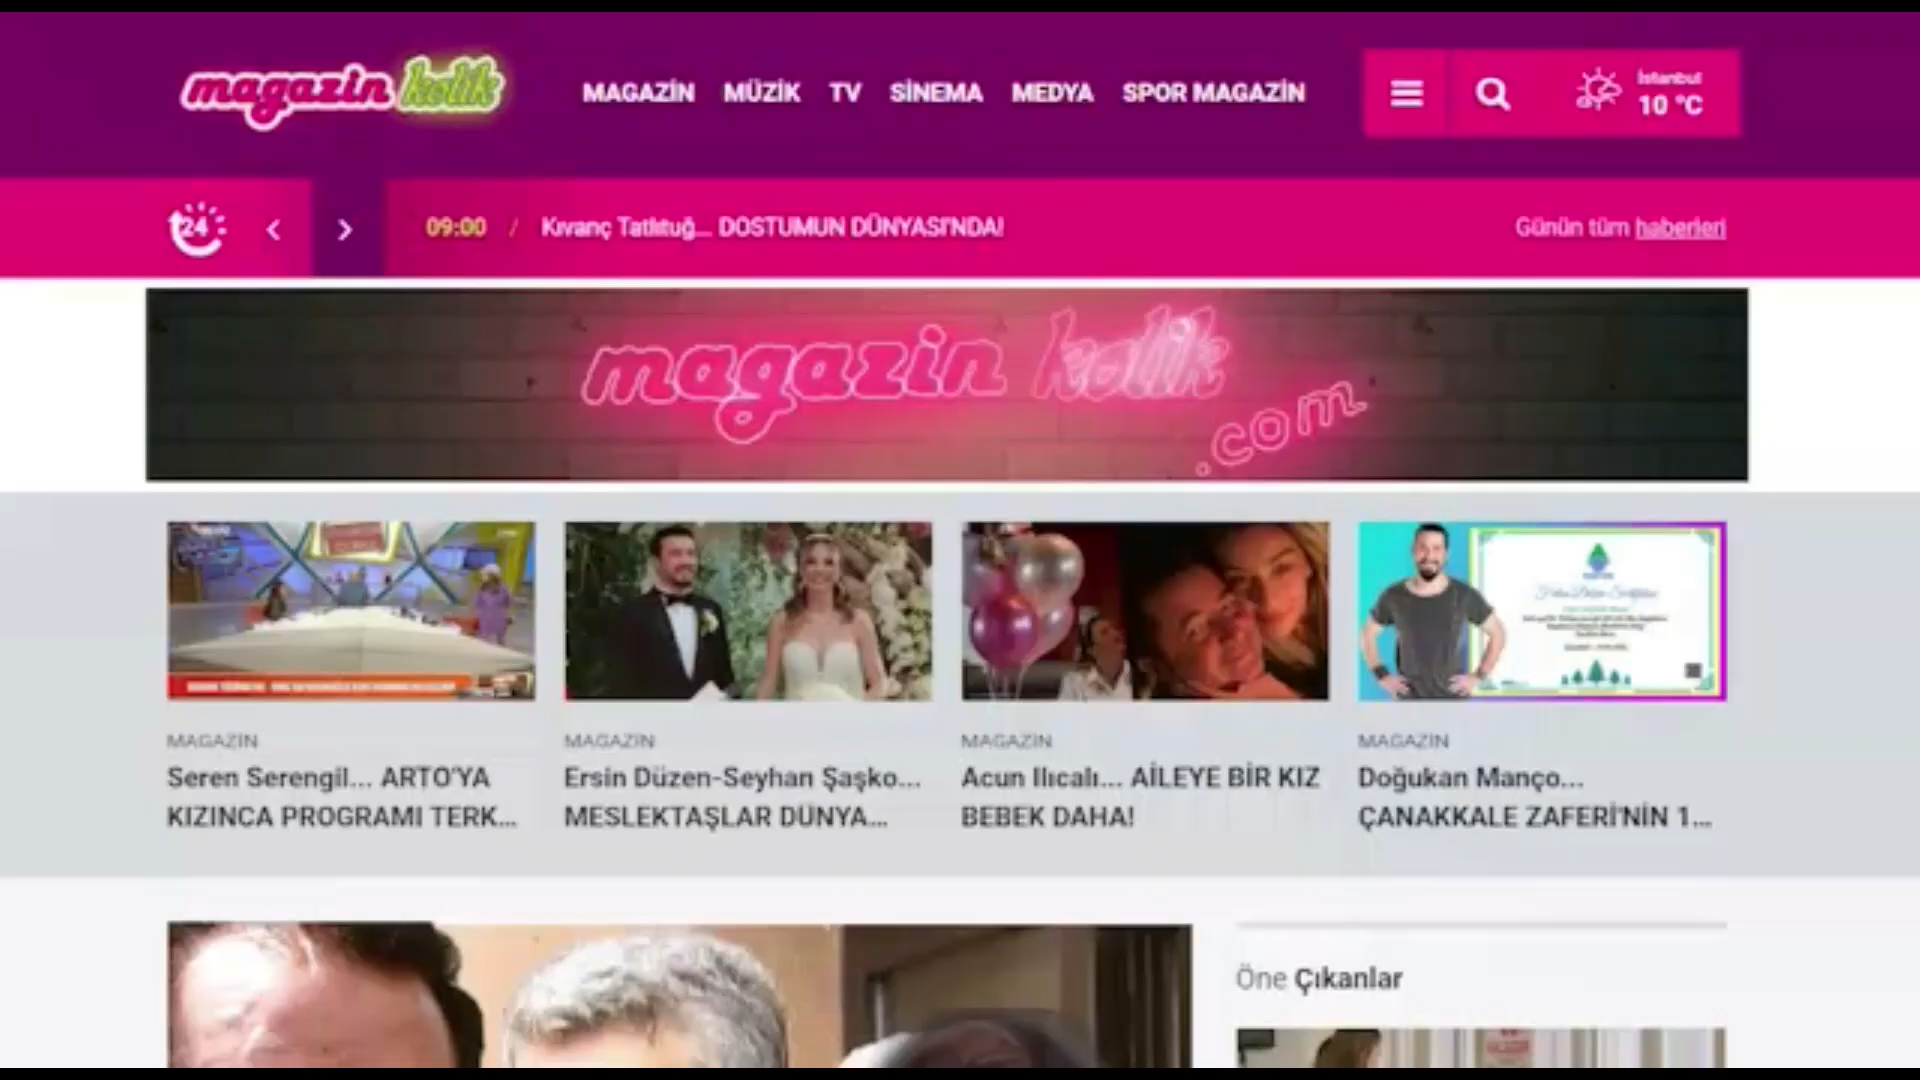 magazin kolik
MAGAZİN MÜZİK TV SİNEMA MEDYA SPOR MAGAZİN
İstanbul
10 °C
24
09:00 / Kıvanç Tatlıtuğ... DOSTUMUN DÜNYASI'NDA!
Günün tüm haberleri
magazin kolik
.com
MAGAZİN
Seren Serengil... ARTO'YA
KIZINCA PROGRAMI TERK...
MAGAZİN
Ersin Düzen-Seyhan Şaşko...
MESLEKTAŞLAR DÜNYA...
MAGAZİN
Acun Ilıcalı... AİLEYE BİR KIZ
BEBEK DAHA!
MAGAZİN
Doğukan Manço...
ÇANAKKALE ZAFERİ'NİN 1...
Öne Çıkanlar